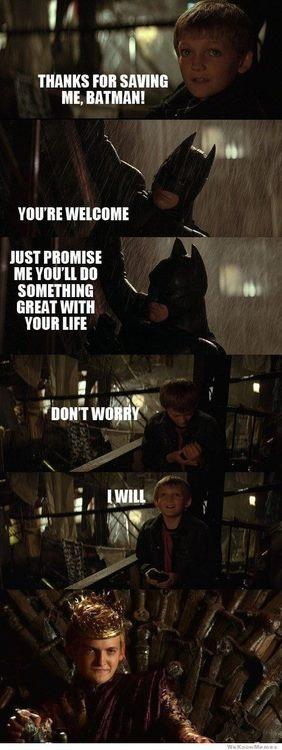 THANKS FOR SAVING
ME, BATMAN!
YOU'RE WELCOME
JUST PROMISE
ME YOU'LL DO
SOMETHING
GREAT WITH
YOUR LIFE
DON'T WORRY
I WILL
WeKnowMemes